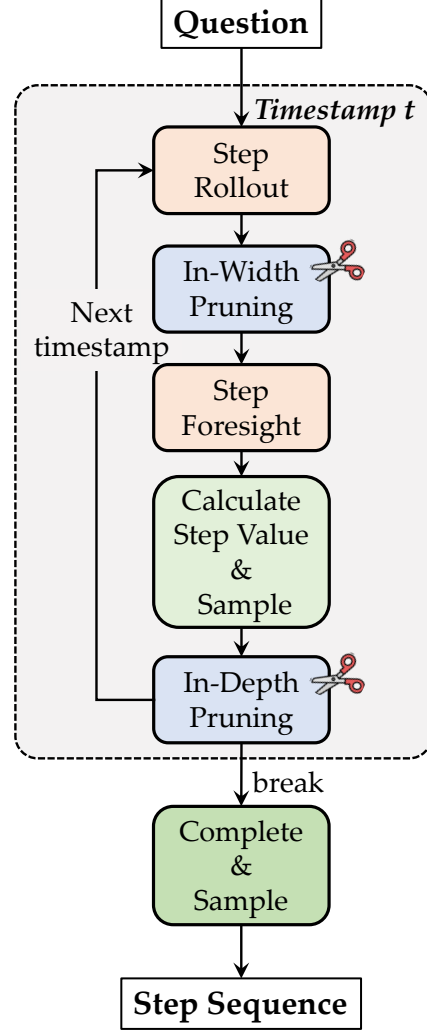 Question
Timestamp t
Step
Rollout
In-Width
Pruning
Next
timestamp
Step
Foresight
Calculate
Step Value
&
Sample
In-Depth
Pruning
break
Complete
&
Sample
Step Sequence